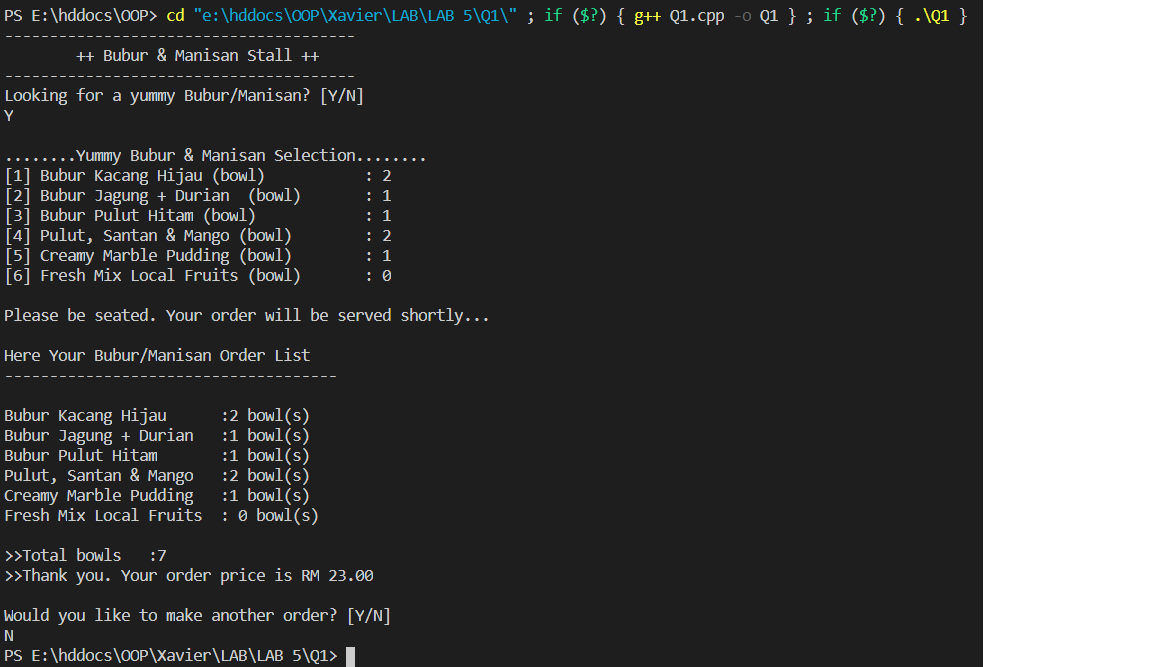 PS E:\hddocs\OOP> cd "e:\hddocs\OOP\Xavier\LAB\LAB 5\Q1\" ; if ($?) { g++ Q1.cpp -o Q1 } ; if ($?) { .\Q1 }
---------------------------------------
        ++ Bubur & Manisan Stall ++
---------------------------------------
Looking for a yummy Bubur/Manisan? [Y/N]
Y

........Yummy Bubur & Manisan Selection........
[1] Bubur Kacang Hijau (bowl)           : 2
[2] Bubur Jagung + Durian  (bowl)       : 1
[3] Bubur Pulut Hitam (bowl)            : 1
[4] Pulut, Santan & Mango (bowl)        : 2
[5] Creamy Marble Pudding (bowl)        : 1
[6] Fresh Mix Local Fruits (bowl)       : 0

Please be seated. Your order will be served shortly...

Here Your Bubur/Manisan Order List
-------------------------------------

Bubur Kacang Hijau      :2 bowl(s)
Bubur Jagung + Durian   :1 bowl(s)
Bubur Pulut Hitam       :1 bowl(s)
Pulut, Santan & Mango   :2 bowl(s)
Creamy Marble Pudding   :1 bowl(s)
Fresh Mix Local Fruits  : 0 bowl(s)

>>Total bowls   :7
>>Thank you. Your order price is RM 23.00

Would you like to make another order? [Y/N]
N
PS E:\hddocs\OOP\Xavier\LAB\LAB 5\Q1>